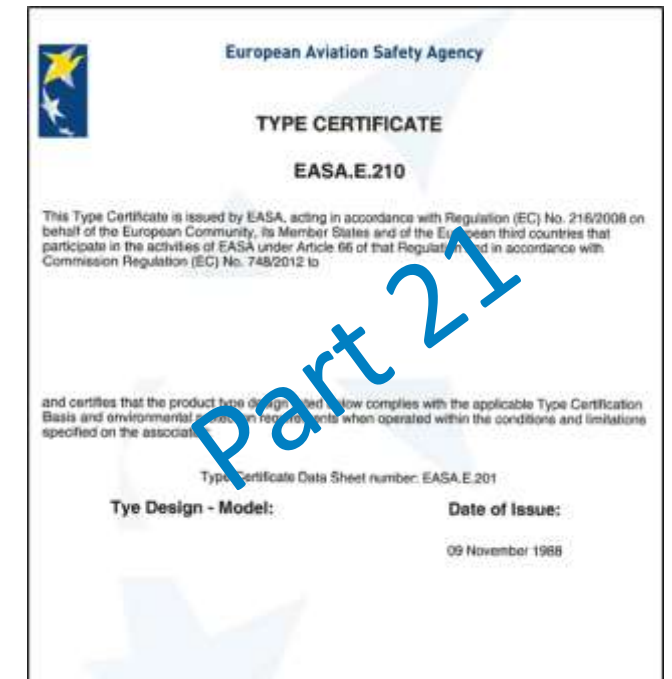 European Aviation Safety Agency
TYPE CERTIFICATE
EASA.E.210
This Type Certificate is issued by EASA, acting in accordance with Regulation (EC) No. 216/2008 on
behalf of the European Community, its Member States and of the European third countries that
participate in the activities of EASA under Article 66 of that Regulation and in accordance with
Commission Regulation (EC) No. 748/2012 to
Part 21
and certifies that the product type design listed below complies with the applicable Type Certification
Basis and environmental requirements when operated within the conditions and limitations
specified on the
Type Certificate Data Sheet number: EASA.E.201
Tye Design - Model:
Date of Issue:
09 November 1988